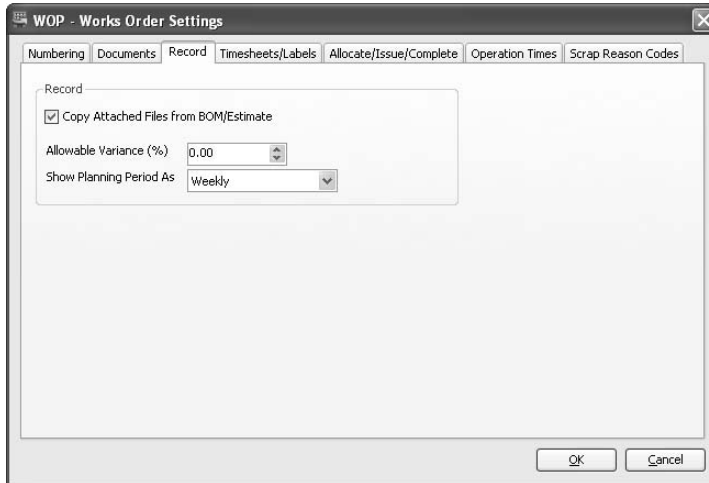 WOP - Works Order Settings
Numbering Documents Record Timesheets/Labels Allocate/Issue/Complete Operation Times Scrap Reason Codes
Record
Copy Attached Files from BOM/Estimate
Allowable Variance (%) 0.00
Show Planning Period As Weekly
OK Cancel